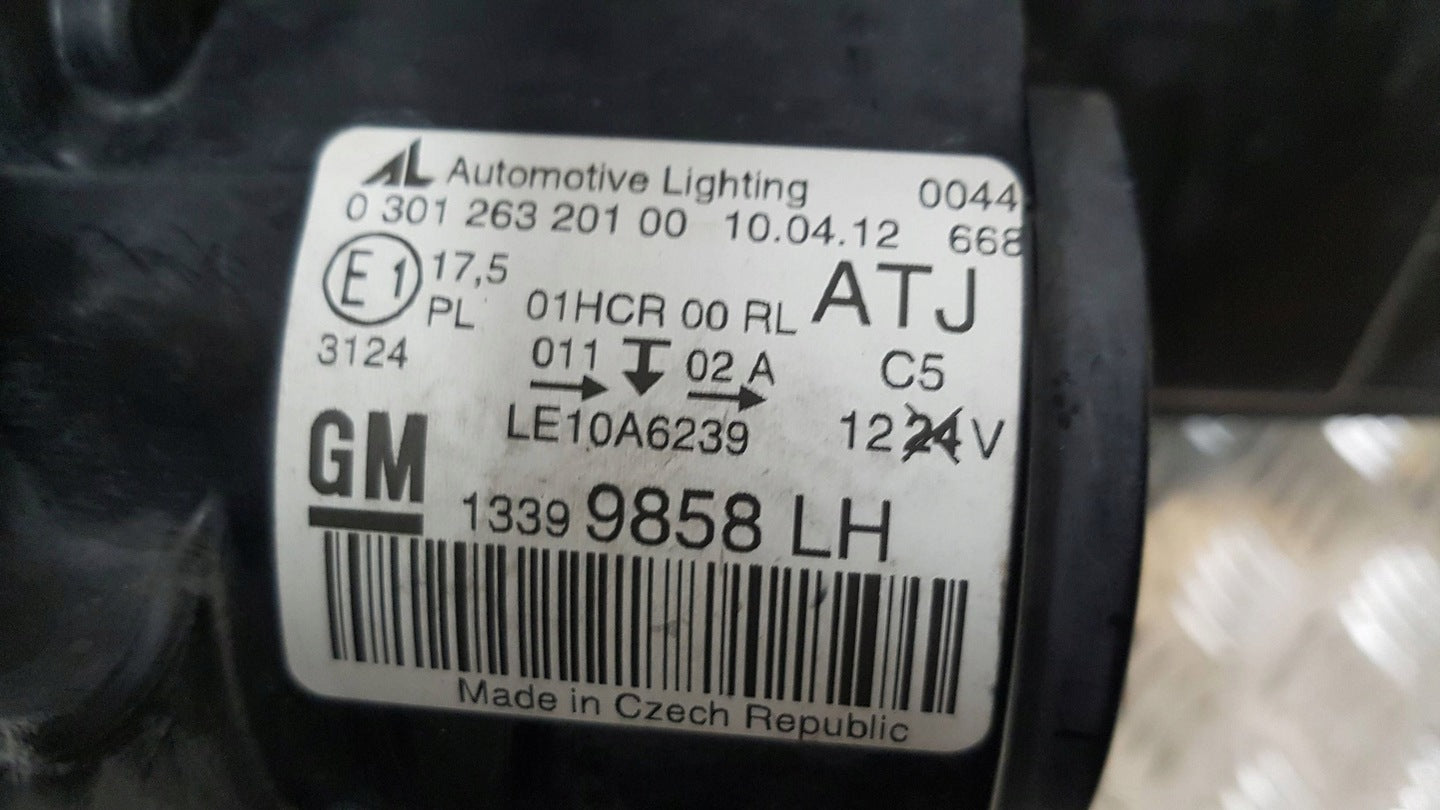 AL Automotive Lighting 0044
0 301 263 201 00 10.04.12 668
E1 17,5 01HCR 00 RL ATJ
PL
3124 011 02 A C5
LE10A6239 12 24 V
GM 1339 9858 LH
Made in Czech Republic